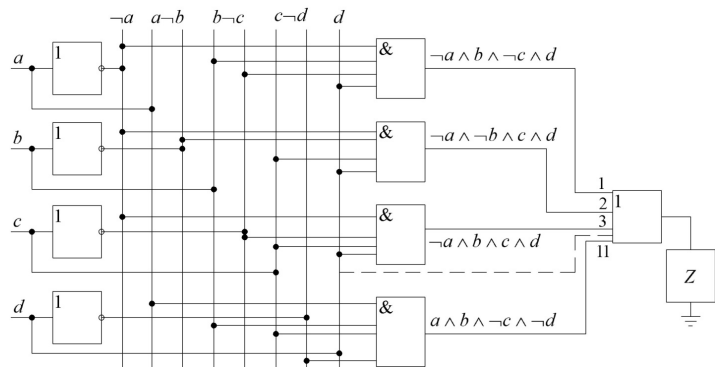 ¬a a¬b b¬c c¬d d
a 1 & ¬a ∧ b ∧ ¬c ∧ d
b 1 & ¬a ∧ ¬b ∧ c ∧ d
1
2 1
c 1 & 3
¬a ∧ b ∧ c ∧ d
11
Z
d 1 & a ∧ b ∧ ¬c ∧ ¬d